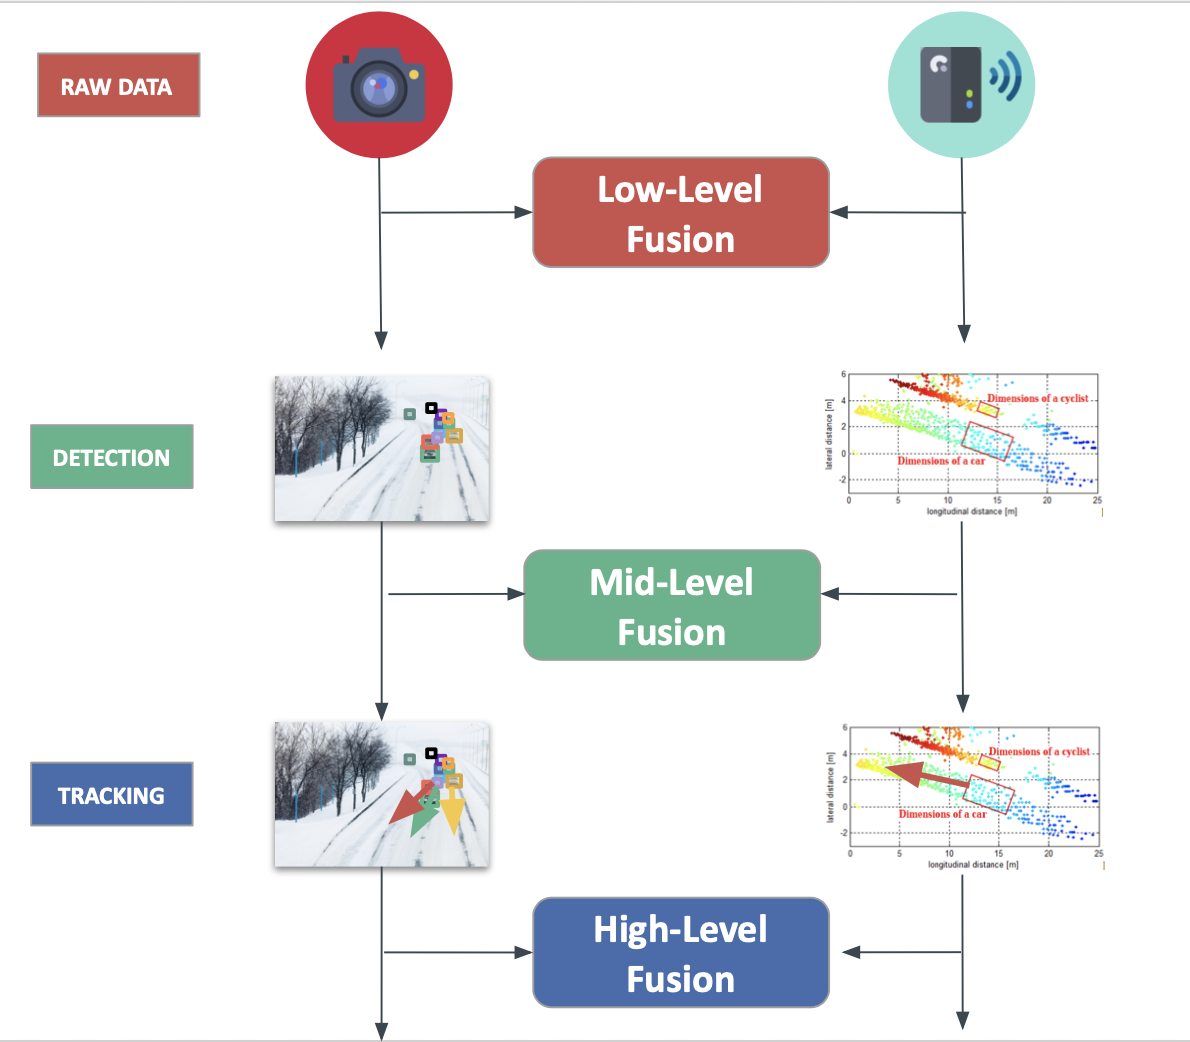 RAW DATA
Low-Level
Fusion
DETECTION
6
4
2
0
-2
lateral distance [m]
Dimensions of a cyclist
Dimensions of a car
0 5 10 15 20 25
longitudinal distance [m]
Mid-Level
Fusion
TRACKING
6
4
2
0
-2
lateral distance [m]
Dimensions of a cyclist
Dimensions of a car
0 5 10 15 20 25
longitudinal distance [m]
High-Level
Fusion